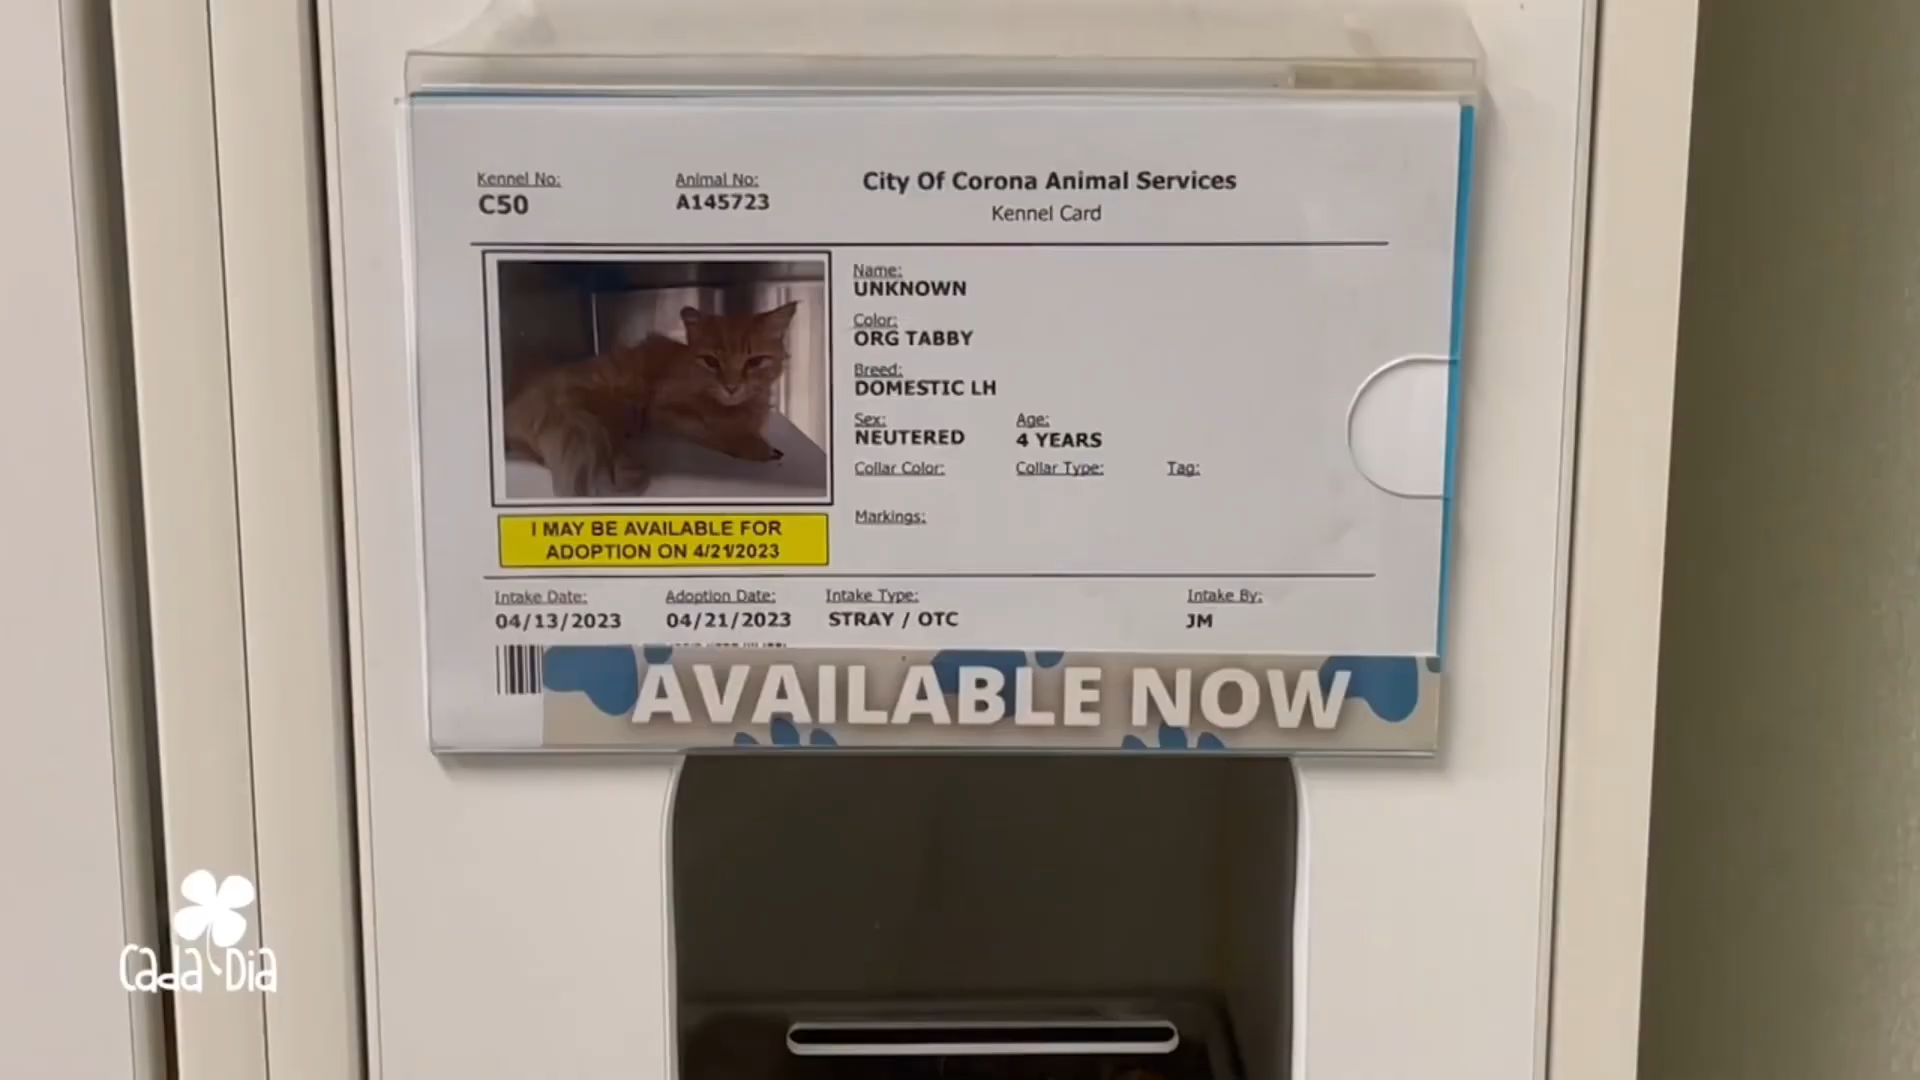 Kennel No:
C50
Animal No:
A145723
City Of Corona Animal Services
Kennel Card
Name:
UNKNOWN
Color:
ORG TABBY
Breed:
DOMESTIC LH
Sex:
NEUTERED
Age:
4 YEARS
Collar Color:
Collar Type:
Tag:
Markings:
I MAY BE AVAILABLE FOR
ADOPTION ON 4/21/2023
Intake Date:
04/13/2023
Adoption Date:
04/21/2023
Intake Type:
STRAY / OTC
Intake By:
JM
AVAILABLE NOW
Cada Dia